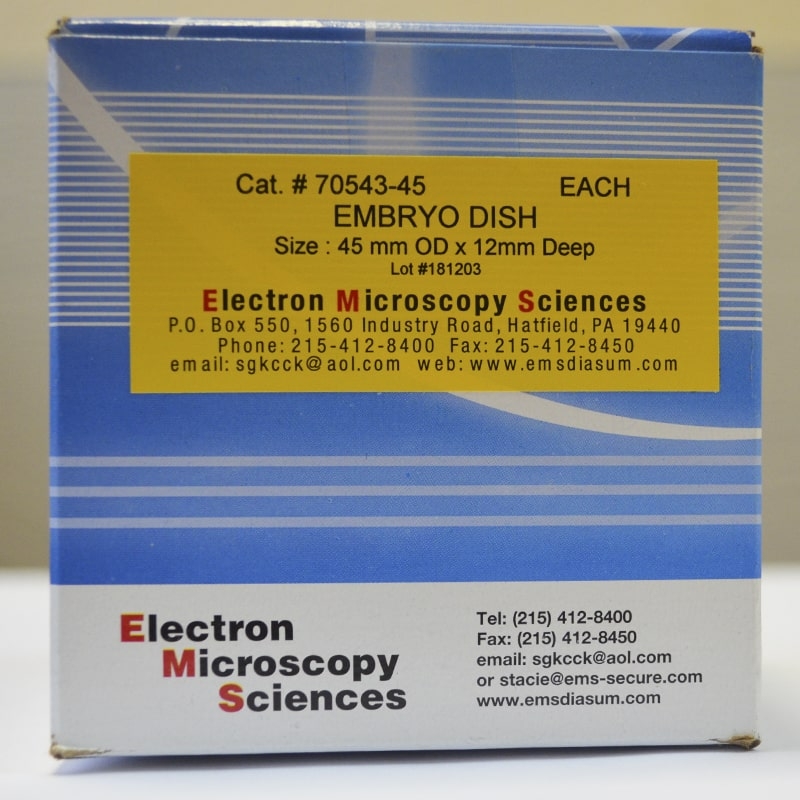 Cat. # 70543-45 EACH
EMBRYO DISH
Size : 45 mm OD x 12mm Deep
Lot #181203
Electron Microscopy Sciences
P.O. Box 550, 1560 Industry Road, Hatfield, PA 19440
Phone: 215-412-8400 Fax: 215-412-8450
email: sgkcck@aol.com web: www.emsdiasum.com
Electron
Microscopy
Sciences
Tel: (215) 412-8400
Fax: (215) 412-8450
email: sgkcck@aol.com
or stacie@ems-secure.com
www.emsdiasum.com